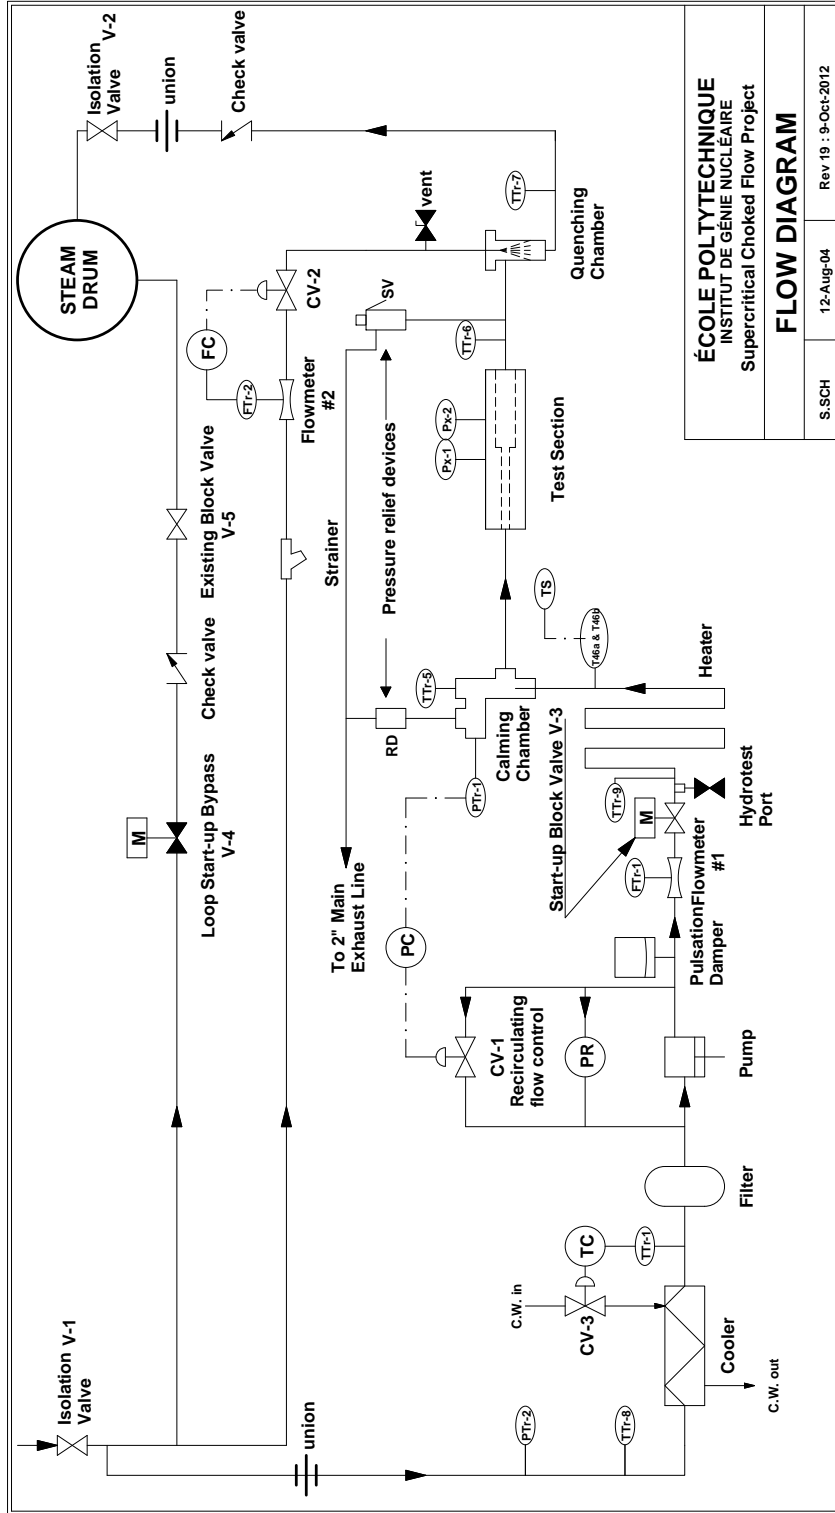 Isolation V-1
Valve
union
M
Loop Start-up Bypass
V-4
Check valve
Existing Block Valve
V-5
STEAM
DRUM
Isolation V-2
Valve
union
Check valve
FC
FTr-2
Flowmeter
#2
CV-2
Strainer
vent
SV
Pressure relief devices
To 2" Main
Exhaust Line
RD
TTr-5
PTr-1
Calming
Chamber
PC
CV-1
Recirculating
flow control
PR
Px-1
Px-2
Test Section
TTr-6
Quenching
Chamber
TTr-7
TS
T46a & T46b
Heater
Start-up Block Valve V-3
TTr-9
M
Hydrotest
Port
FTr-1
Flowmeter
#1
Pulsation
Damper
Pump
Filter
C.W. in
CV-3
TC
TTr-1
Cooler
C.W. out
PTr-2
TTr-8
ÉCOLE POLTYTECHNIQUE
INSTITUT DE GÉNIE NUCLÉAIRE
Supercritical Choked Flow Project
FLOW DIAGRAM
S.SCH
12-Aug-04
Rev 19 : 9-Oct-2012